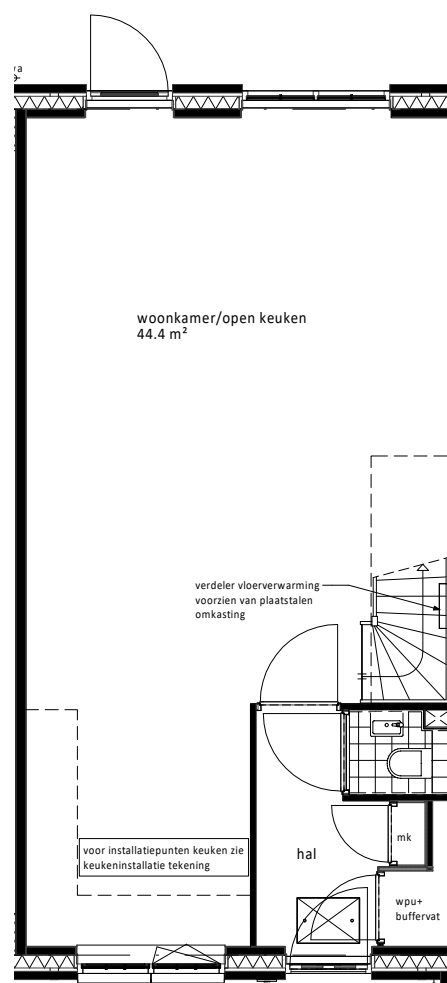 woonkamer/open keuken
44.4 m²
verdeler vloerverwarming
voorzien van plaatstalen
omkasting
voor installatiepunten keuken zie
keukeninstallatie tekening
hal
mk
wpu+
buffervat